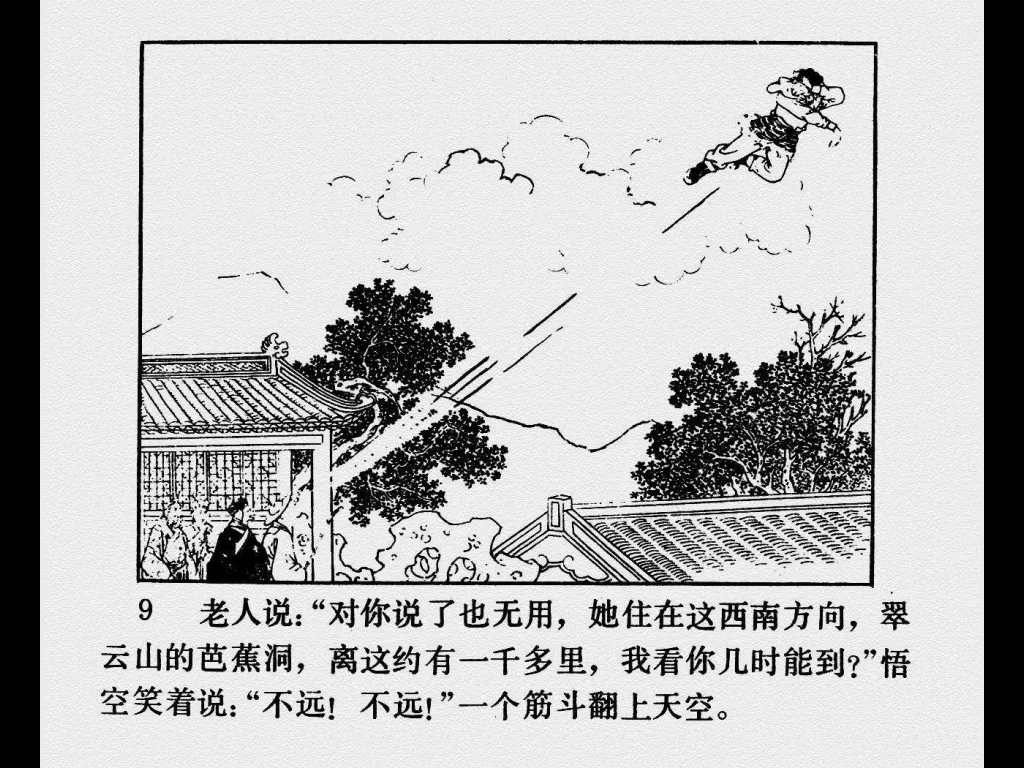 9 老人说：“对你说了也无用，她住在这西南方向，翠
云山的芭蕉洞，离这约有一千多里，我看你几时能到？”悟
空笑着说：“不远！不远！”一个筋斗翻上天空。